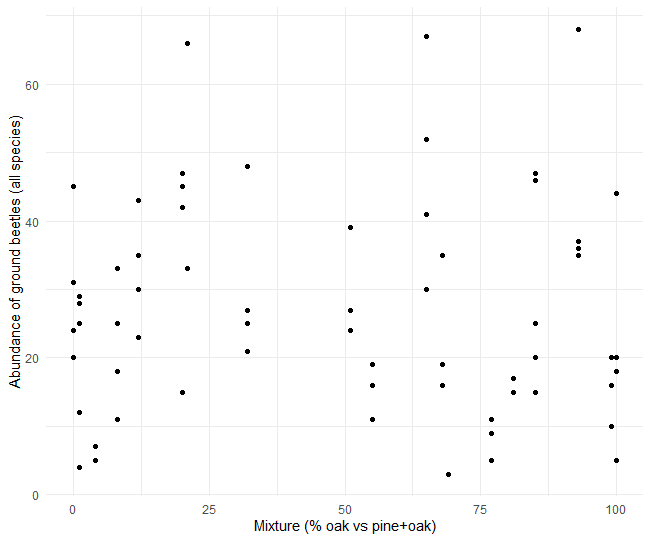 Abundance of ground beetles (all species)
60
40
20
0
0 25 50 75 100
Mixture (% oak vs pine+oak)